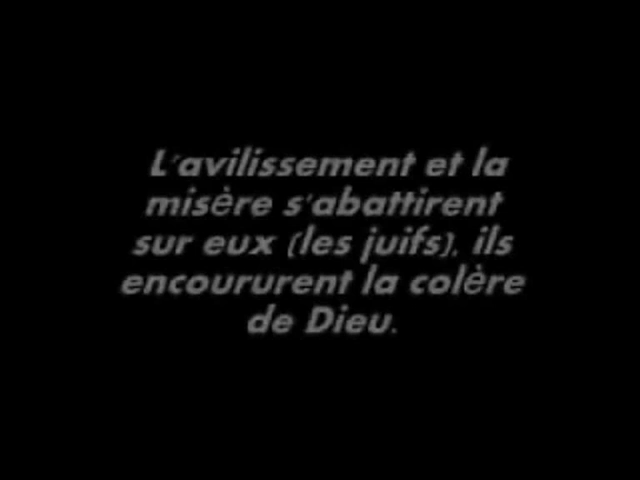 L'avilissement et la
misère s'abattirent
sur eux (les juifs), ils
encoururent la colère
de Dieu.